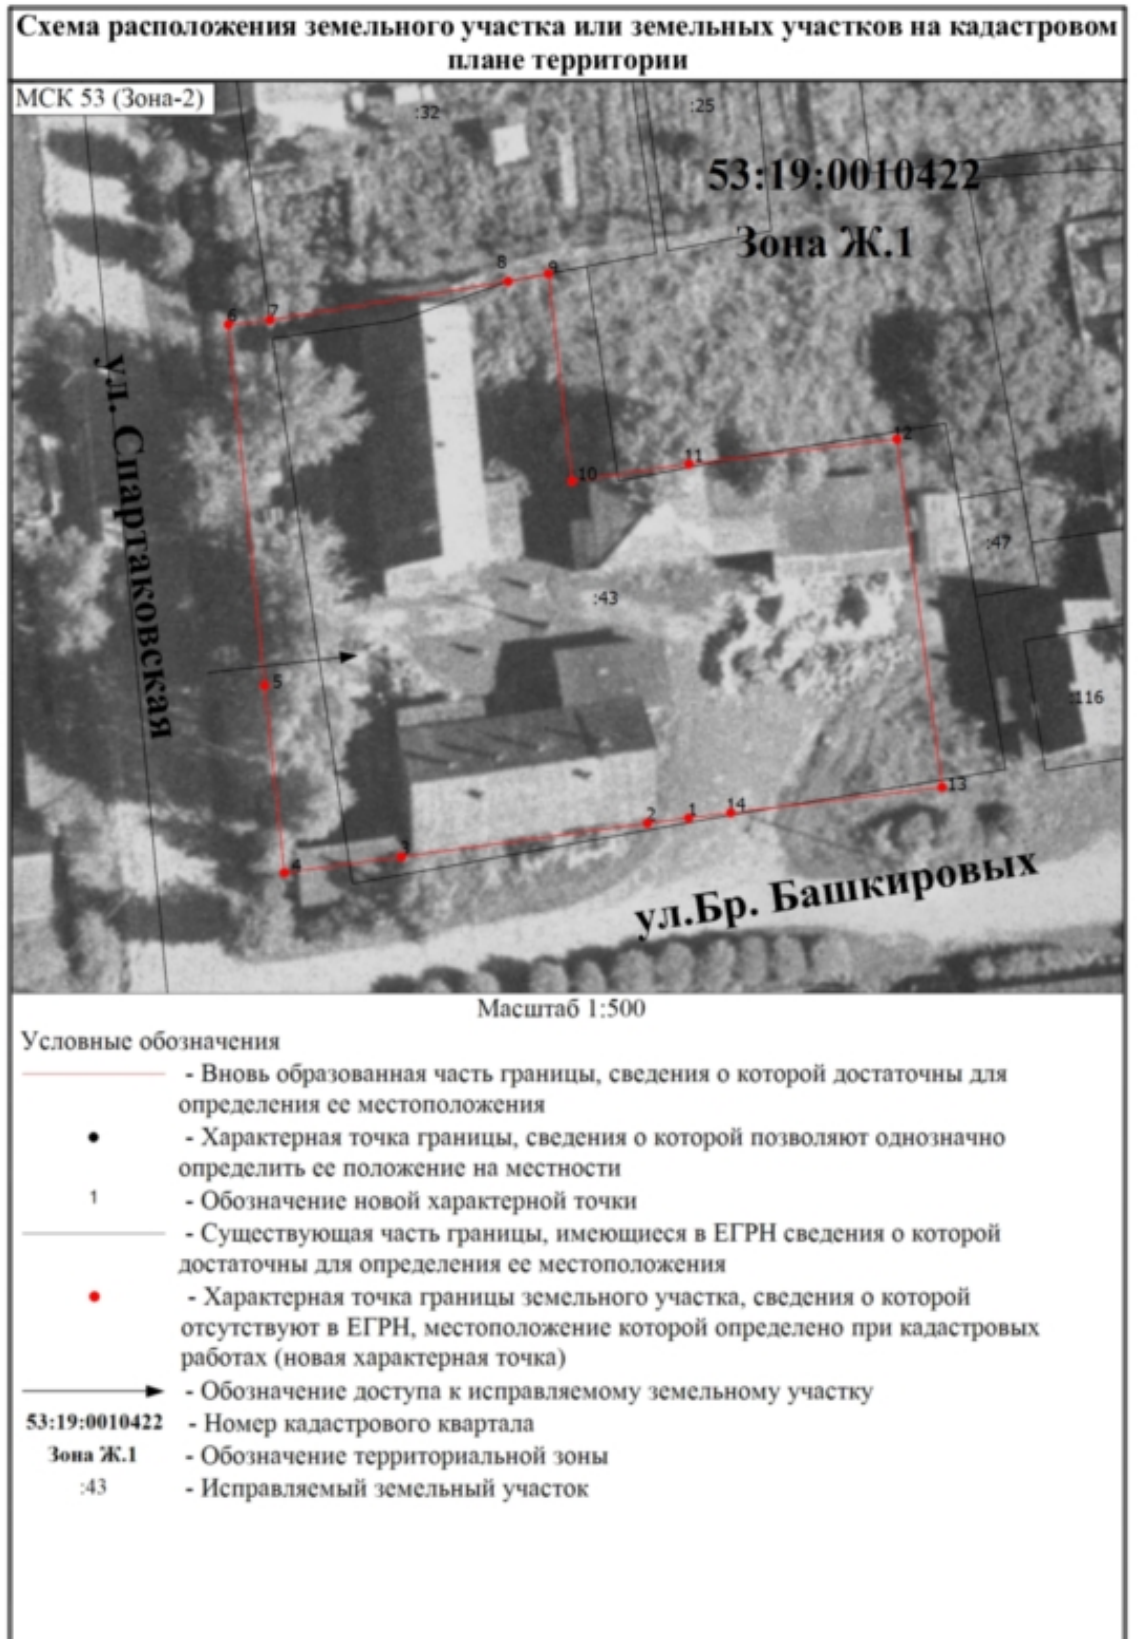 Схема расположения земельного участка или земельных участков на кадастровом
плане территории
МСК 53 (Зона-2)
:32
:25
53:19:0010422
Зона Ж.1
8
9
6
7
ул. Спартаковская
12
11
10
:47
:43
5
:116
13
14
1
2
3
4
ул.Бр. Башкировых
Масштаб 1:500
Условные обозначения
- Вновь образованная часть границы, сведения о которой достаточны для
определения ее местоположения
- Характерная точка границы, сведения о которой позволяют однозначно
определить ее положение на местности
1 - Обозначение новой характерной точки
- Существующая часть границы, имеющиеся в ЕГРН сведения о которой
достаточны для определения ее местоположения
- Характерная точка границы земельного участка, сведения о которой
отсутствуют в ЕГРН, местоположение которой определено при кадастровых
работах (новая характерная точка)
- Обозначение доступа к исправляемому земельному участку
53:19:0010422 - Номер кадастрового квартала
Зона Ж.1 - Обозначение территориальной зоны
:43 - Исправляемый земельный участок